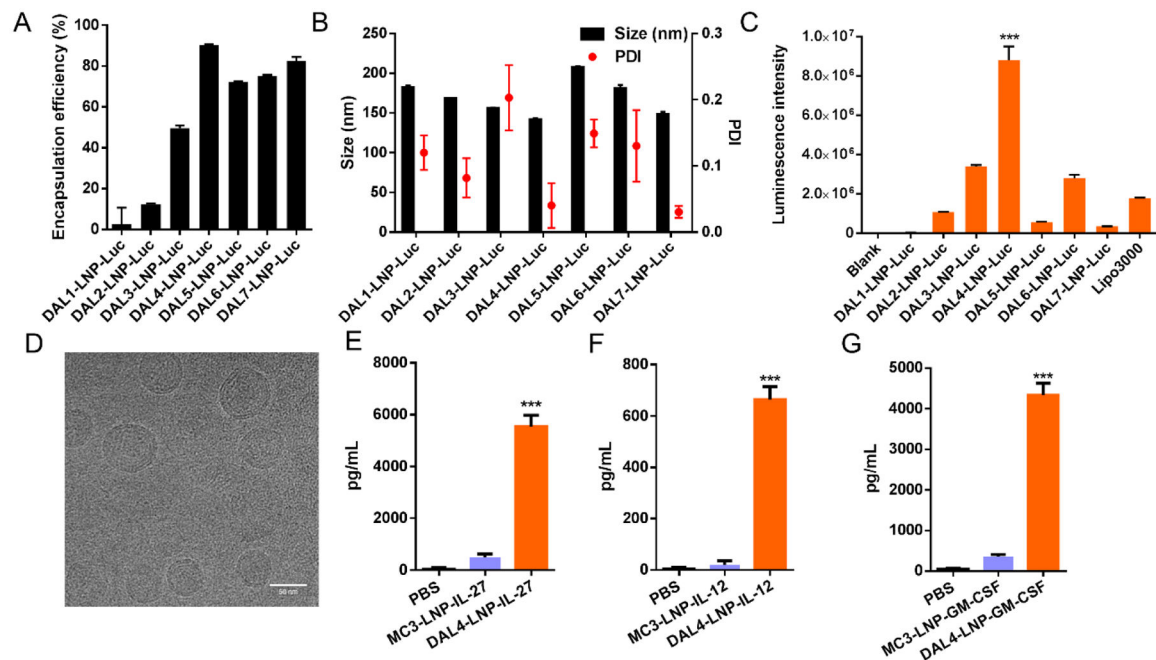 A
Encapsulation efficiency (%)
100
80
60
40
20
0
DAL1-LNP-Luc
DAL2-LNP-Luc
DAL3-LNP-Luc
DAL4-LNP-Luc
DAL5-LNP-Luc
DAL6-LNP-Luc
DAL7-LNP-Luc
B
Size (nm)
250
200
150
100
50
0
Size (nm)
PDI
0.3
0.2
0.1
0.0
PDI
DAL1-LNP-Luc
DAL2-LNP-Luc
DAL3-LNP-Luc
DAL4-LNP-Luc
DAL5-LNP-Luc
DAL6-LNP-Luc
DAL7-LNP-Luc
C
Luminescence intensity
1.0×10⁷
8.0×10⁶
6.0×10⁶
4.0×10⁶
2.0×10⁶
0
***
Blank
DAL1-LNP-Luc
DAL2-LNP-Luc
DAL3-LNP-Luc
DAL4-LNP-Luc
DAL5-LNP-Luc
DAL6-LNP-Luc
DAL7-LNP-Luc
Lipo3000
D
50 nm
E
pg/mL
8000
6000
4000
2000
0
***
PBS
MC3-LNP-IL-27
DAL4-LNP-IL-27
F
pg/mL
800
600
400
200
0
***
PBS
MC3-LNP-IL-12
DAL4-LNP-IL-12
G
pg/mL
5000
4000
3000
2000
1000
0
***
PBS
MC3-LNP-GM-CSF
DAL4-LNP-GM-CSF